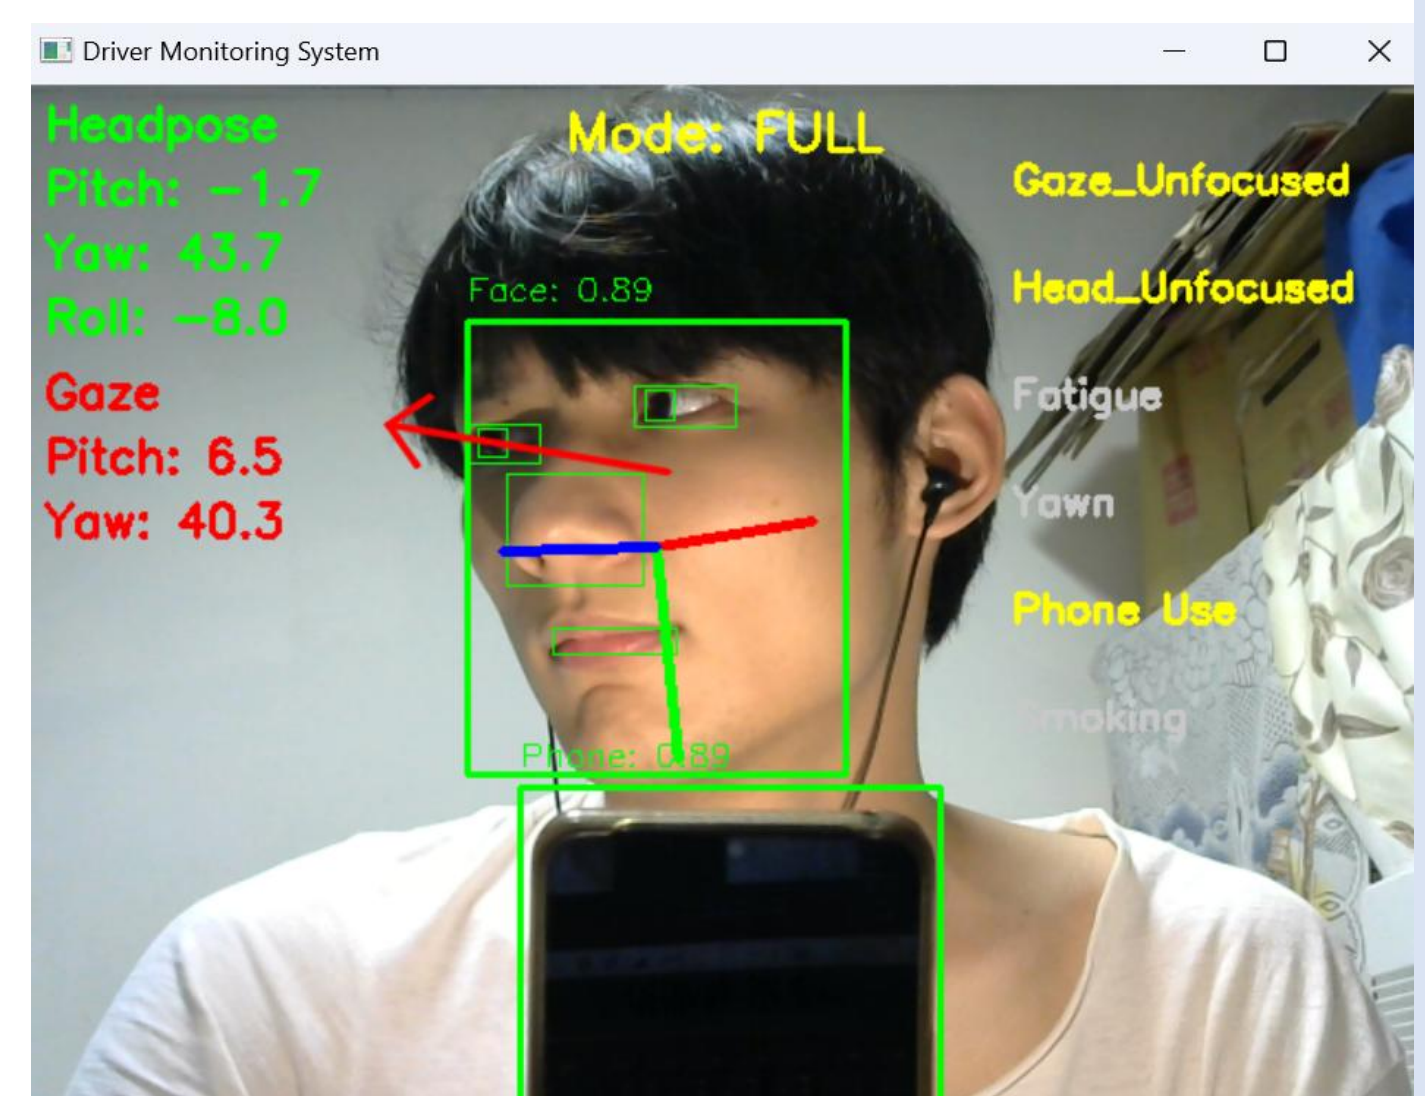 Driver Monitoring System
Headpose
Pitch: -1.7
Yaw: 43.7
Roll: -8.0
Gaze
Pitch: 6.5
Yaw: 40.3
Mode: FULL
Face: 0.89
Phone: 0.89
Gaze_Unfocused
Head_Unfocused
Fatigue
Yawn
Phone Use
Smoking